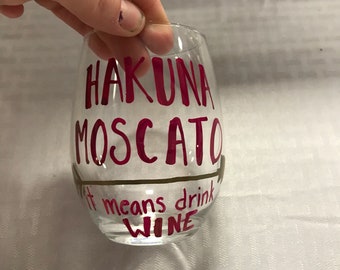 HAKUNA
MOSCATO
it means drink
WINE